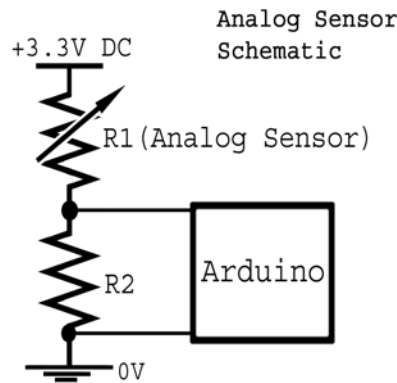 Analog Sensor
Schematic
+3.3V DC
R1(Analog Sensor)
Arduino
R2
0V